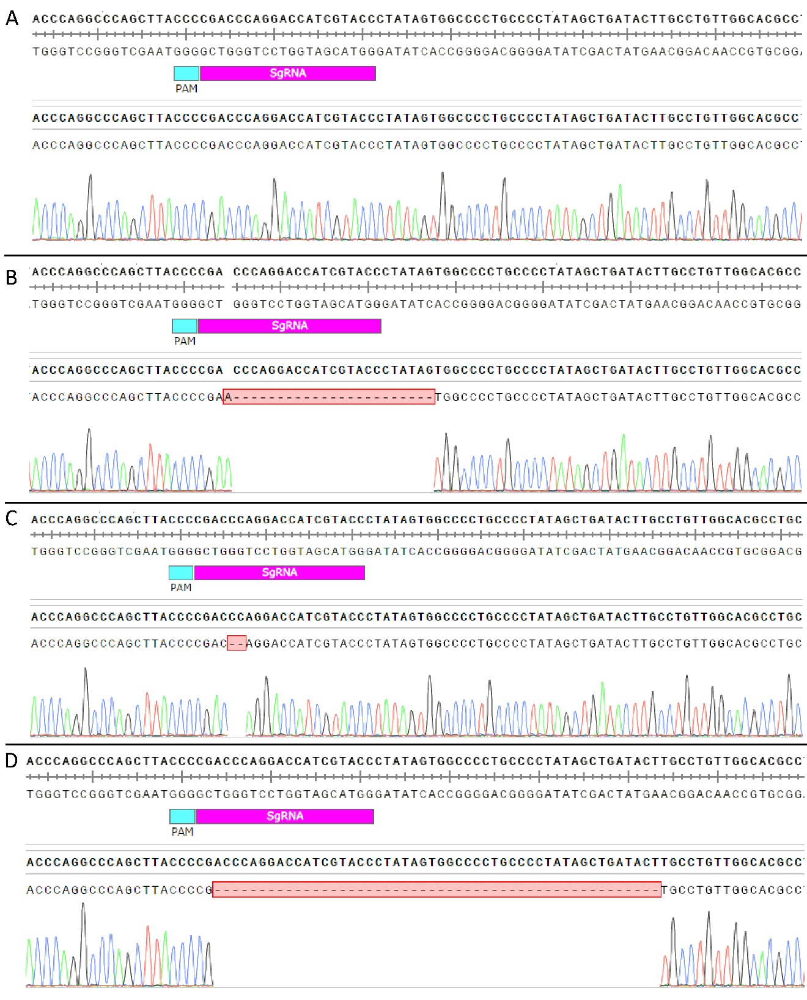 A
ACCCAGGCCCAGCTTACCCCGACCCAGGACCATCGTACCCTATAGTGGCCCCTGCCCCTATAGCTGATACTTGCCTGTTGGCACGCC
TGGGTCCGGGTCGAATGGGGCTGGGTCCTGGTAGCATGGGATATCACCGGGGACGGGGATATCGACTATGAACGGACAACCGTGCGG
SgRNA
PAM
ACCCAGGCCCAGCTTACCCCGACCCAGGACCATCGTACCCTATAGTGGCCCCTGCCCCTATAGCTGATACTTGCCTGTTGGCACGCC
ACCCAGGCCCAGCTTACCCCGACCCAGGACCATCGTACCCTATAGTGGCCCCTGCCCCTATAGCTGATACTTGCCTGTTGGCACGCC
B
ACCCAGGCCCAGCTTACCCCGA CCCAGGACCATCGTACCCTATAGTGGCCCCTGCCCCTATAGCTGATACTTGCCTGTTGGCACGCC
TGGGTCCGGGTCGAATGGGGCT GGGTCCTGGTAGCATGGGATATCACCGGGGACGGGGATATCGACTATGAACGGACAACCGTGCGG
SgRNA
PAM
ACCCAGGCCCAGCTTACCCCGA CCCAGGACCATCGTACCCTATAGTGGCCCCTGCCCCTATAGCTGATACTTGCCTGTTGGCACGCC
ACCCAGGCCCAGCTTACCCCGAA-----------------------TGGCCCCTGCCCCTATAGCTGATACTTGCCTGTTGGCACGCC
C
ACCCAGGCCCAGCTTACCCCGACCCAGGACCATCGTACCCTATAGTGGCCCCTGCCCCTATAGCTGATACTTGCCTGTTGGCACGCCTGC
TGGGTCCGGGTCGAATGGGGCTGGGTCCTGGTAGCATGGGATATCACCGGGGACGGGGATATCGACTATGAACGGACAACCGTGCGGACG
SgRNA
PAM
ACCCAGGCCCAGCTTACCCCGACCCAGGACCATCGTACCCTATAGTGGCCCCTGCCCCTATAGCTGATACTTGCCTGTTGGCACGCCTGC
ACCCAGGCCCAGCTTACCCCGAC--AGGACCATCGTACCCTATAGTGGCCCCTGCCCCTATAGCTGATACTTGCCTGTTGGCACGCCTGC
D
ACCCAGGCCCAGCTTACCCCGACCCAGGACCATCGTACCCTATAGTGGCCCCTGCCCCTATAGCTGATACTTGCCTGTTGGCACGCC
TGGGTCCGGGTCGAATGGGGCTGGGTCCTGGTAGCATGGGATATCACCGGGGACGGGGATATCGACTATGAACGGACAACCGTGCGG
SgRNA
PAM
ACCCAGGCCCAGCTTACCCCGACCCAGGACCATCGTACCCTATAGTGGCCCCTGCCCCTATAGCTGATACTTGCCTGTTGGCACGCC
ACCCAGGCCCAGCTTACCCCG--------------------------------------------------TGCCTGTTGGCACGCC